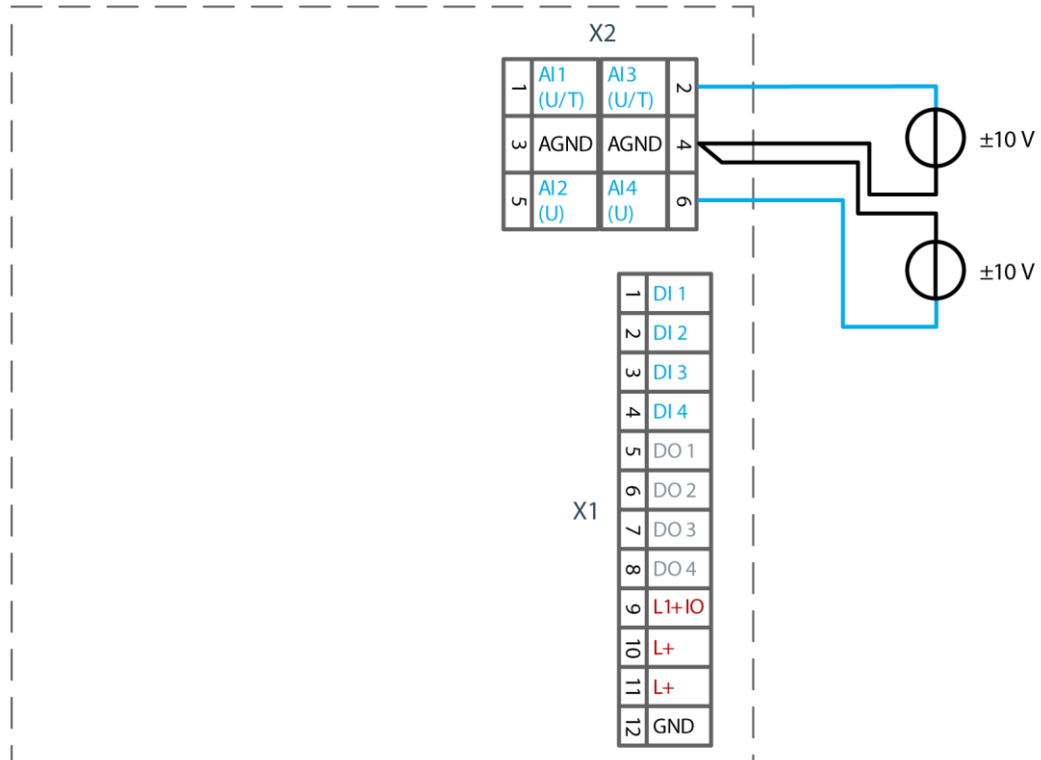 X2
1
AI1
(U/T)
AI3
(U/T)
2
3
AGND
AGND
4
5
AI2
(U)
AI4
(U)
6
±10 V
±10 V
X1
1 DI 1
2 DI 2
3 DI 3
4 DI 4
5 DO 1
6 DO 2
7 DO 3
8 DO 4
9 L1+IO
10 L+
11 L+
12 GND